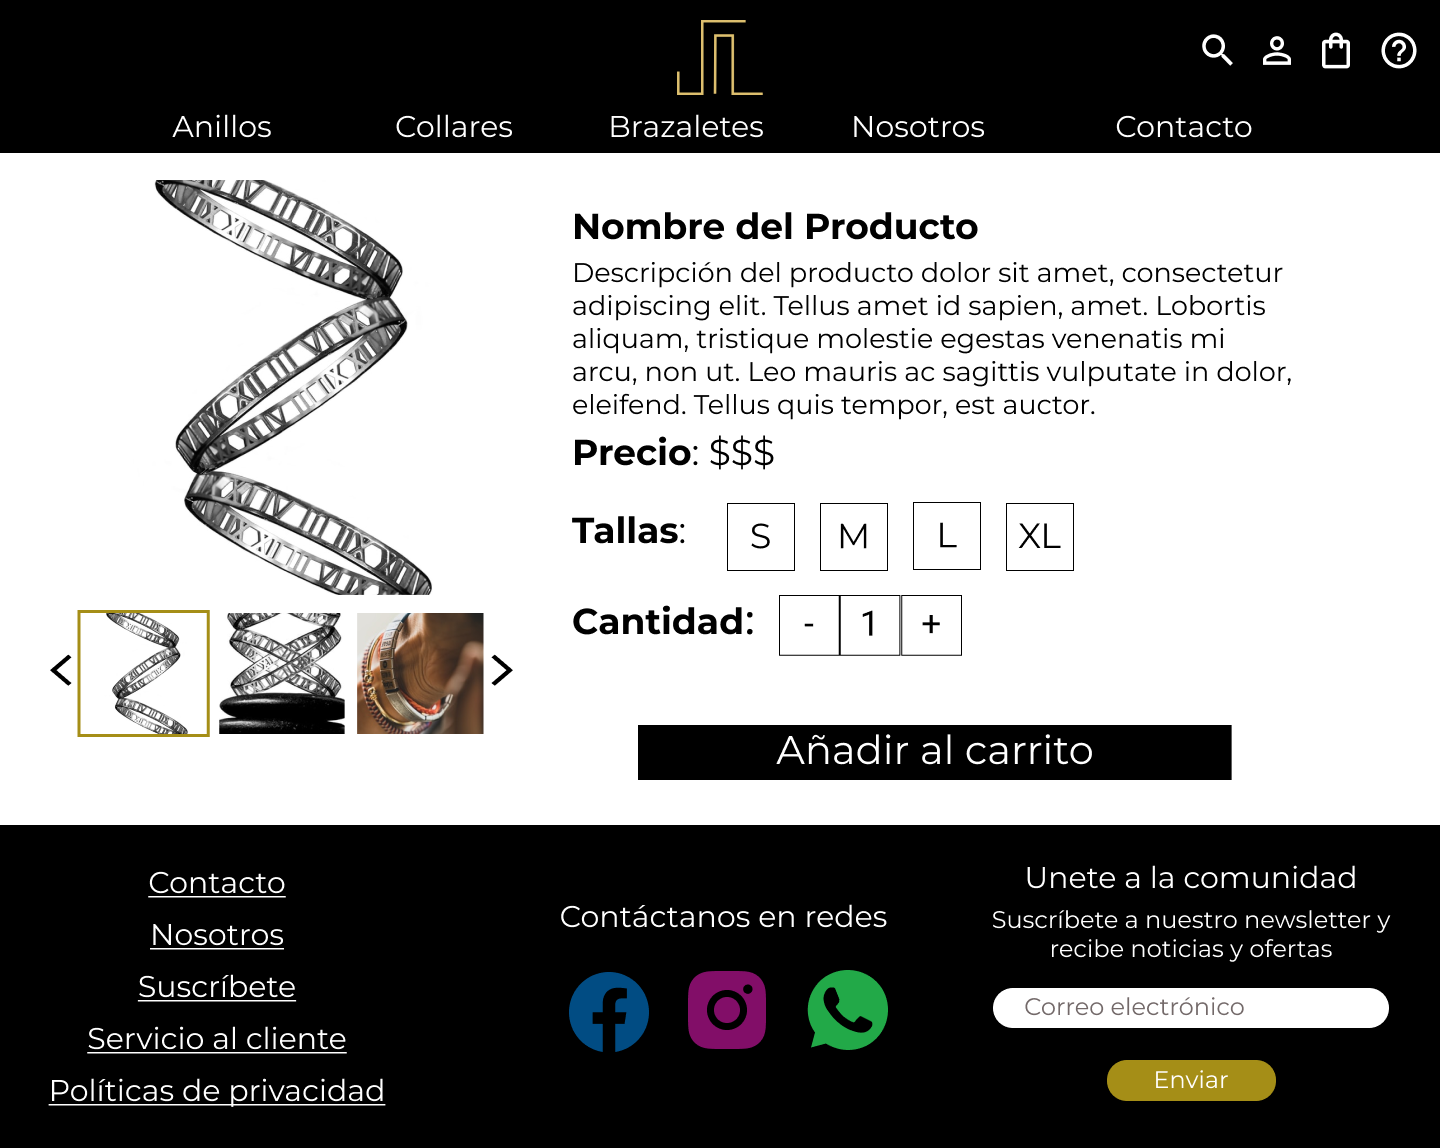 Anillos
Collares
Brazaletes
Nosotros
Contacto
Nombre del Producto
Descripción del producto dolor sit amet, consectetur
adipiscing elit. Tellus amet id sapien, amet. Lobortis
aliquam, tristique molestie egestas venenatis mi
arcu, non ut. Leo mauris ac sagittis vulputate in dolor,
eleifend. Tellus quis tempor, est auctor.
Precio: $$$
Tallas:
S
M
L
XL
Cantidad:
- 1 +
Añadir al carrito
Contacto
Nosotros
Suscríbete
Servicio al cliente
Políticas de privacidad
Contáctanos en redes
Unete a la comunidad
Suscríbete a nuestro newsletter y
recibe noticias y ofertas
Correo electrónico
Enviar